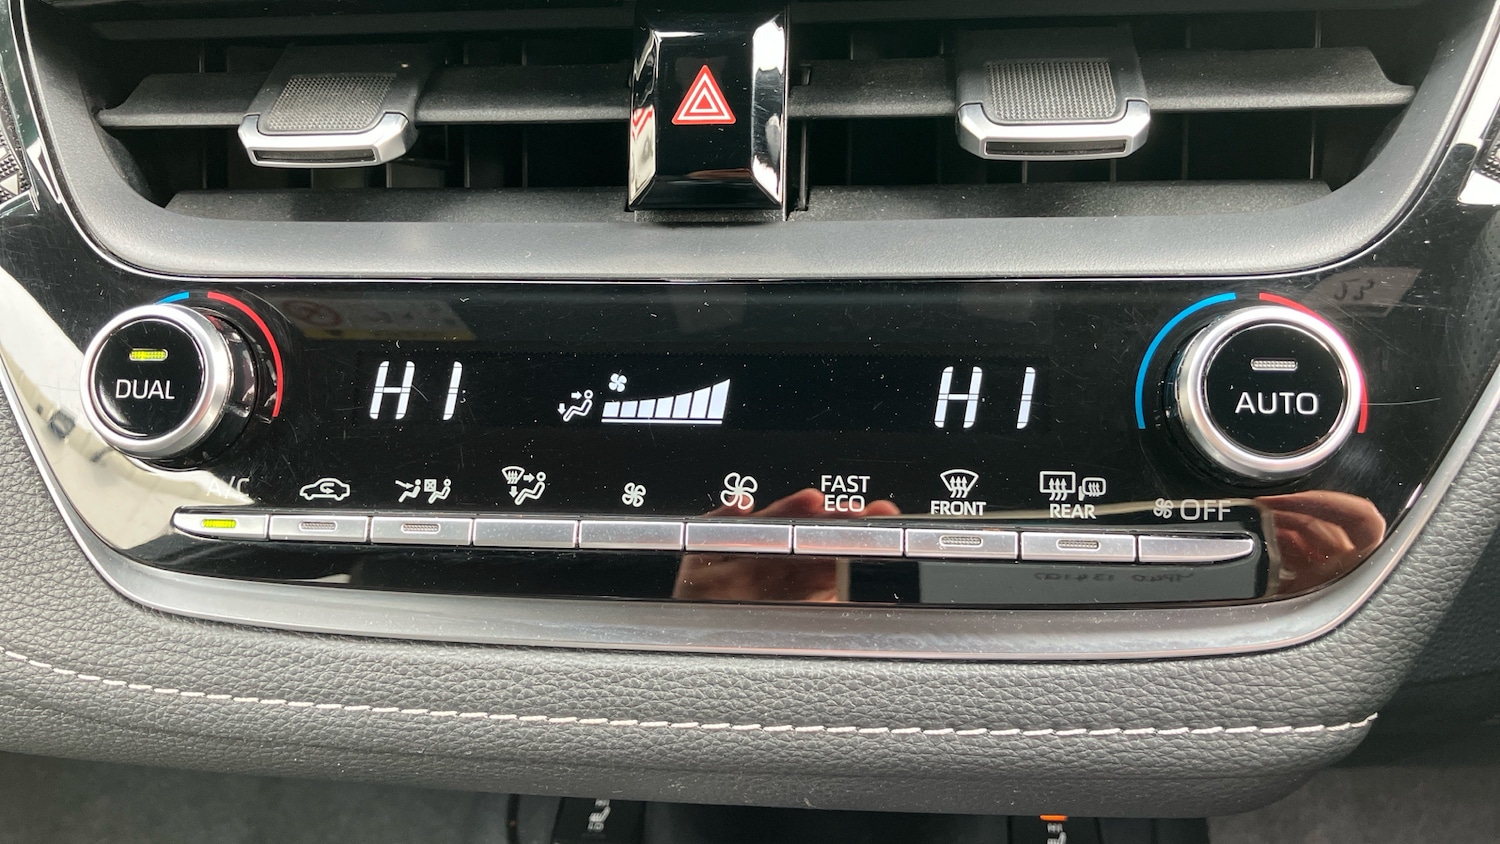 HI
HI
DUAL
AUTO
A/C
FAST
ECO
FRONT
REAR
OFF